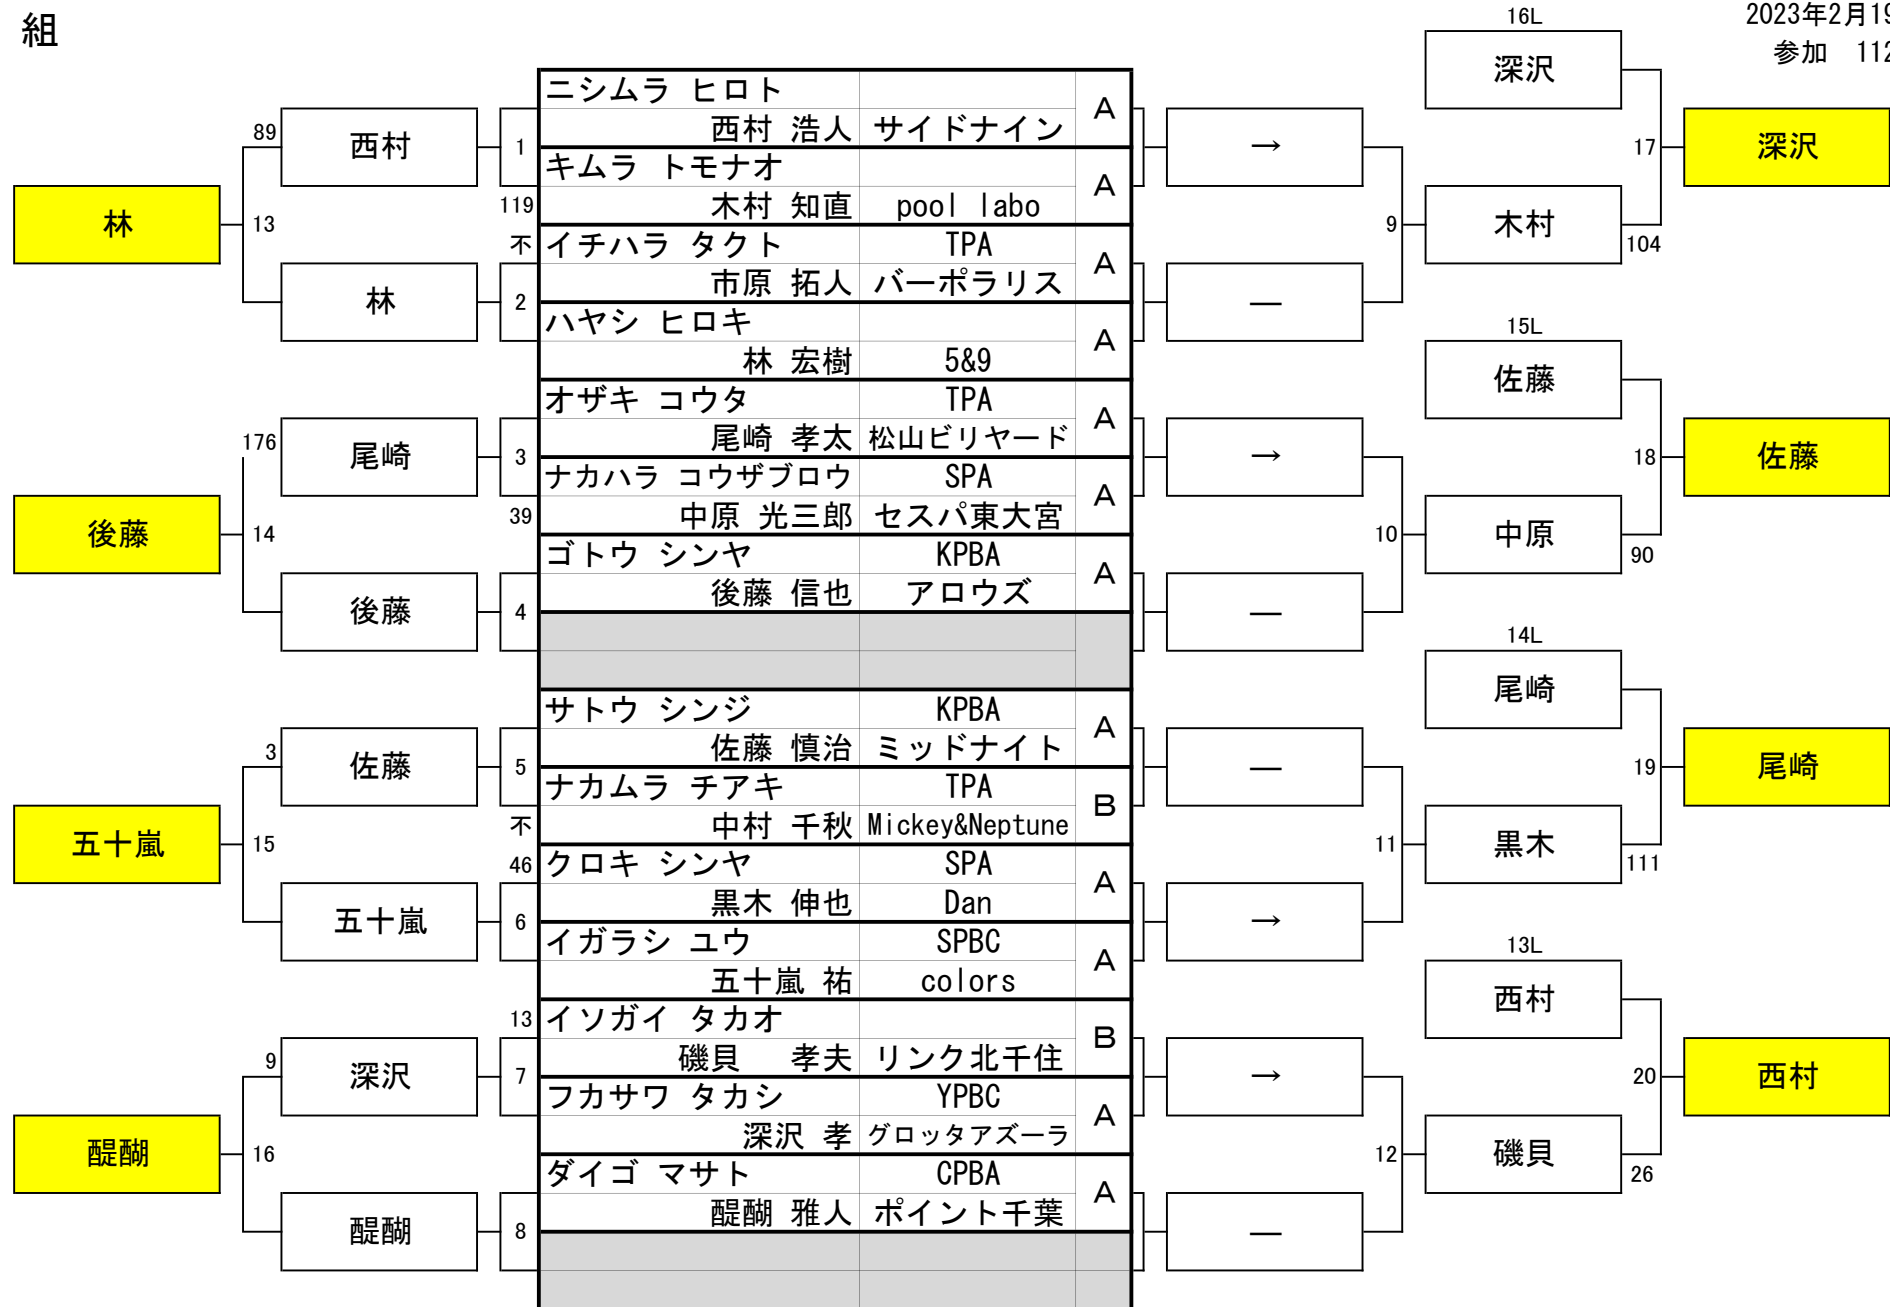 組
2023年2月19
参加 112
16L
深沢
ニシムラ ヒロト
A
西村 浩人 サイドナイン
89
西村
1
→
17
深沢
キムラ トモナオ
A
119
木村 知直 pool labo
林
13
9
木村
104
不
イチハラ タクト TPA
A
市原 拓人 バーポラリス
林
2
―
ハヤシ ヒロキ
A
林 宏樹 5&9
15L
佐藤
オザキ コウタ TPA
A
尾崎 孝太 松山ビリヤード
176
尾崎
3
→
18
佐藤
ナカハラ コウザブロウ SPA
A
39
中原 光三郎 セスパ東大宮
後藤
14
10
中原
90
ゴトウ シンヤ KPBA
A
後藤 信也 アロウズ
後藤
4
―
14L
尾崎
サトウ シンジ KPBA
A
佐藤 慎治 ミッドナイト
3
佐藤
5
―
19
尾崎
ナカムラ チアキ TPA
B
不
中村 千秋 Mickey&Neptune
五十嵐
15
11
黒木
111
46
クロキ シンヤ SPA
A
黒木 伸也 Dan
五十嵐
6
→
イガラシ ユウ SPBC
A
五十嵐 祐 colors
13L
西村
13
イソガイ タカオ
B
磯貝 孝夫 リンク北千住
9
深沢
7
→
20
西村
フカサワ タカシ YPBC
A
深沢 孝 グロッタアズーラ
醍醐
16
12
磯貝
26
ダイゴ マサト CPBA
A
醍醐 雅人 ポイント千葉
醍醐
8
―